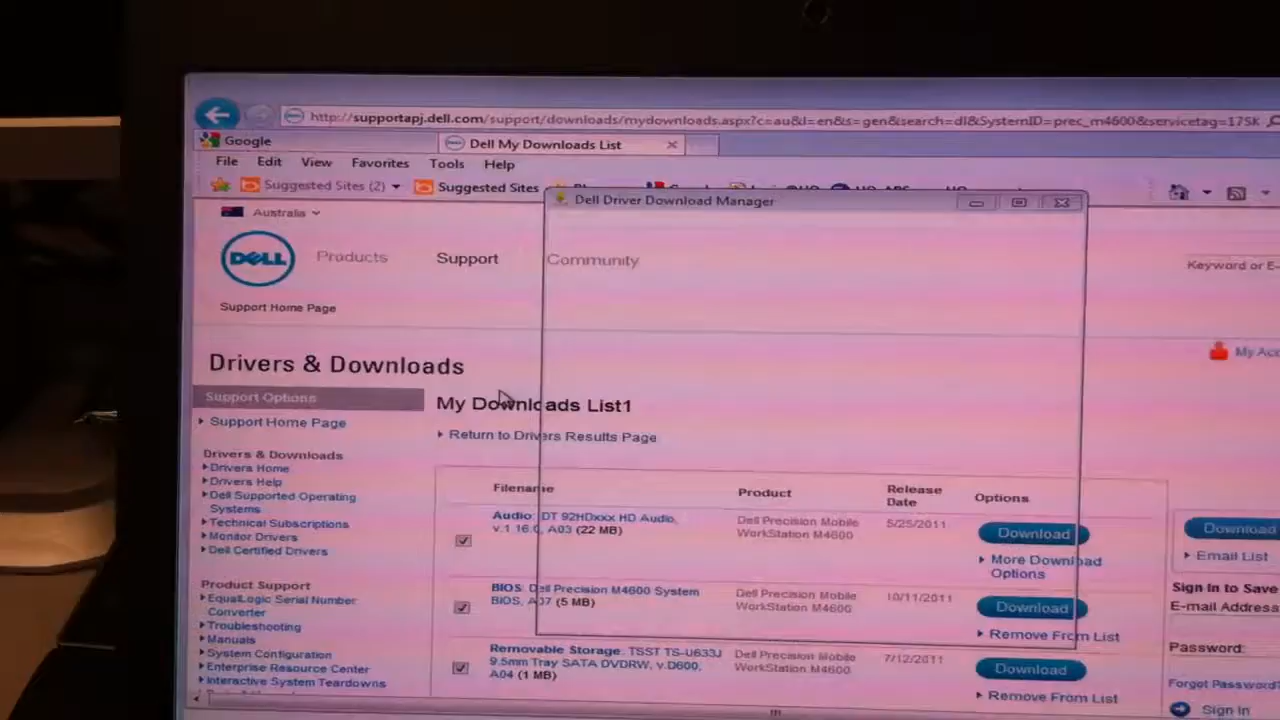 http://supportapj.dell.com/support/downloads/mydownloads.aspx?c=au&l=en&s=gen&search=dl&SystemID=prec_m4600&servicetag=17SK
Google
Dell My Downloads List
File Edit View Favorites Tools Help
Suggested Sites (2)
Suggested Sites
Dell Driver Download Manager
Australia
DELL
Products
Support
Community
Keyword or E-
Support Home Page
My Acc
Drivers & Downloads
Support Options
Support Home Page
Drivers & Downloads
Drivers Home
Drivers Help
Dell Supported Operating
Systems
Technical Subscriptions
Monitor Drivers
Dell Certified Drivers
Product Support
EqualLogic Serial Number
Converter
Troubleshooting
Manuals
System Configuration
Enterprise Resource Center
Interactive System Teardowns
My Downloads List1
Return to Drivers Results Page
Filename
Product
Release
Date
Options
Audio: IDT 92HDxxx HD Audio,
v.1 16.0, A03 (22 MB)
Dell Precision Mobile
WorkStation M4600
5/25/2011
Download
More Download
Options
BIOS: Dell Precision M4600 System
BIOS, A07 (5 MB)
Dell Precision Mobile
WorkStation M4600
10/11/2011
Download
Remove From List
Removable Storage: TSST TS-U633J
9.5mm Tray SATA DVDRW, v.D600,
A04 (1 MB)
Dell Precision Mobile
WorkStation M4600
7/12/2011
Download
Remove From List
Download
Email List
Sign In to Save
E-mail Address
Password:
Forgot Password?
Sign In